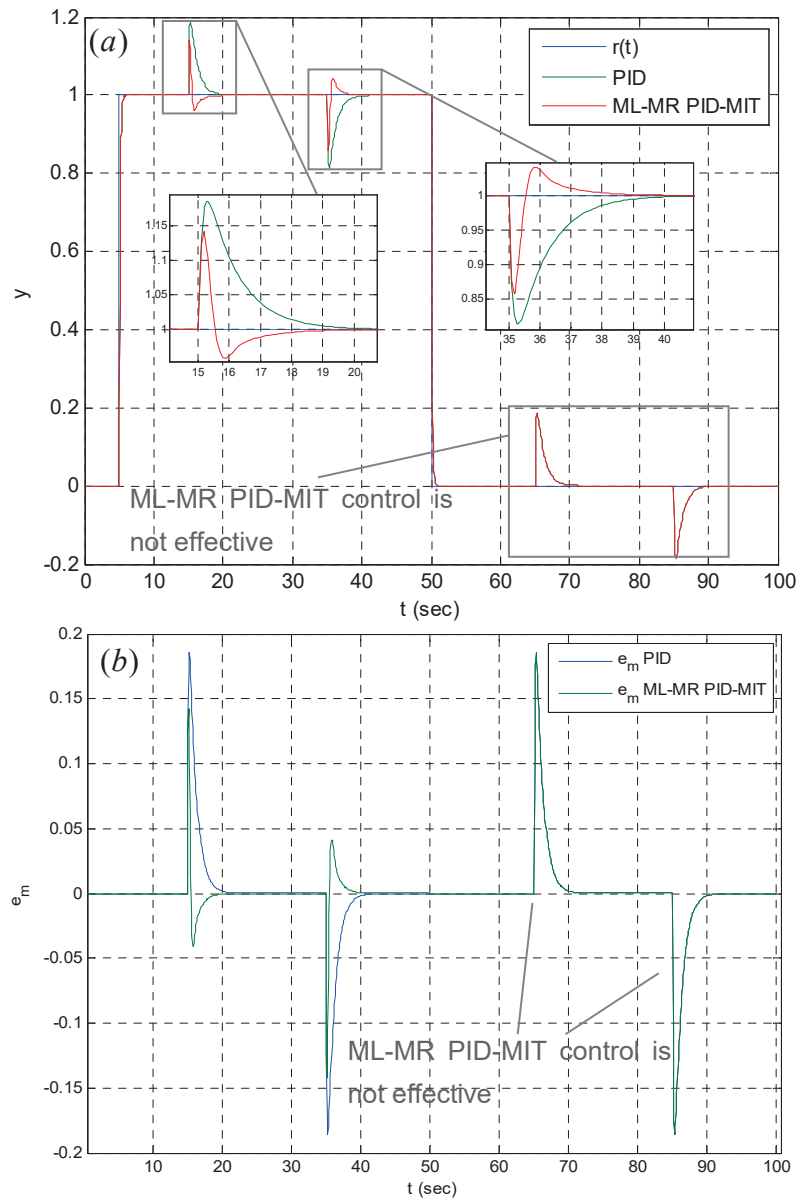 (a)
r(t)
PID
ML-MR PID-MIT
1.2
1
0.8
0.6
0.4
0.2
0
-0.2
y
1.15
1.1
1.05
1
15 16 17 18 19 20
1
0.95
0.9
0.85
35 36 37 38 39 40
ML-MR PID-MIT control is
not effective
0 10 20 30 40 50 60 70 80 90 100
t (sec)
(b)
e_m PID
e_m ML-MR PID-MIT
0.2
0.15
0.1
0.05
0
-0.05
-0.1
-0.15
-0.2
e_m
ML-MR PID-MIT control is
not effective
10 20 30 40 50 60 70 80 90 100
t (sec)